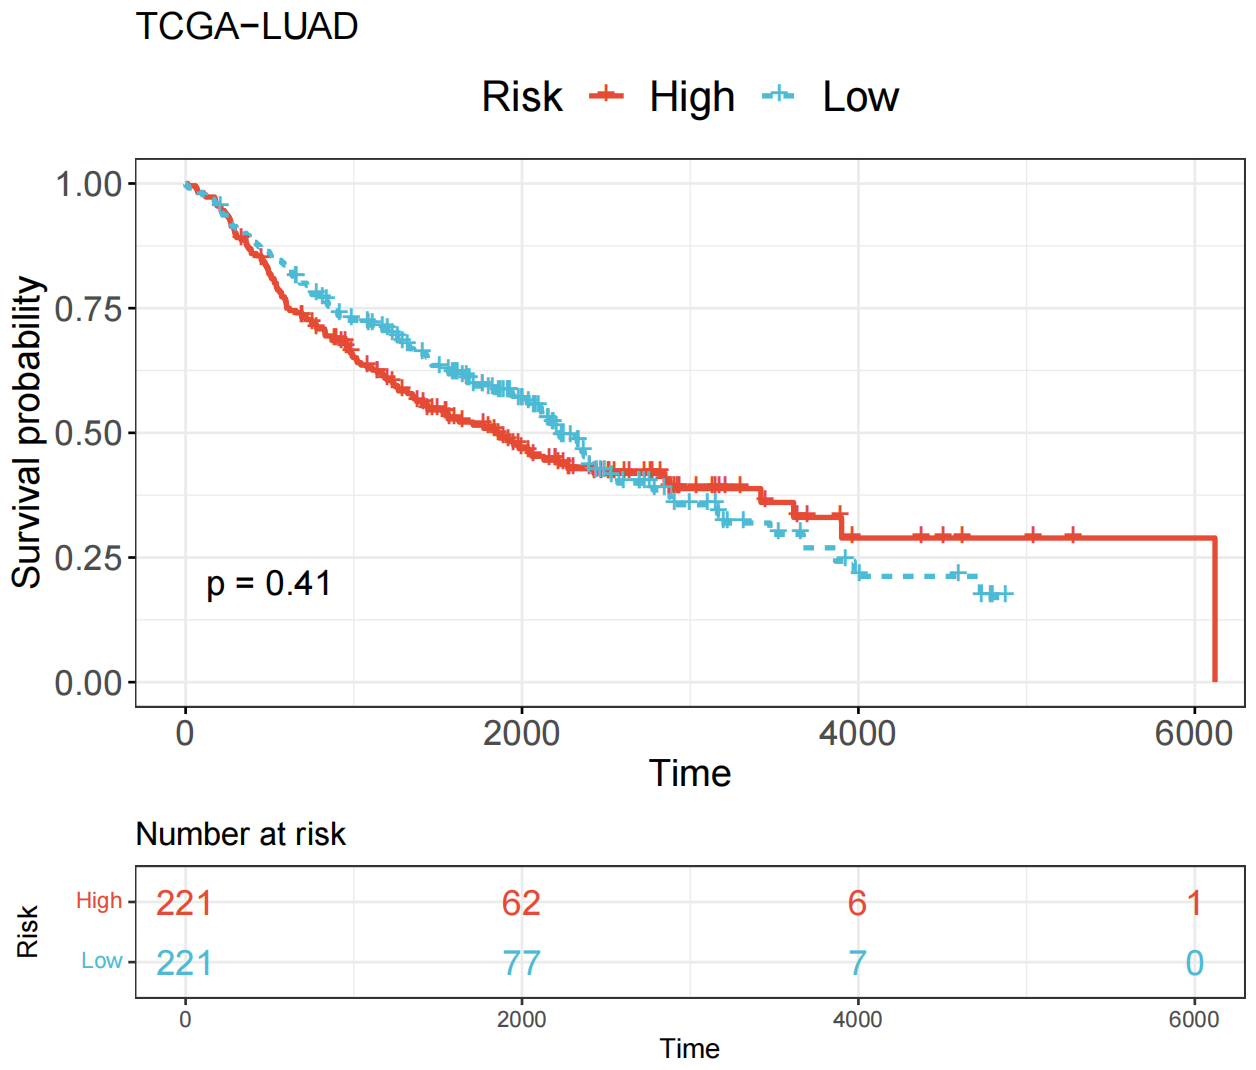 TCGA−LUAD
Risk High Low
Survival probability
1.00
0.75
0.50
0.25
0.00
p = 0.41
0 2000 4000 6000
Time
Number at risk
Risk
High 221 62 6 1
Low 221 77 7 0
0 2000 4000 6000
Time